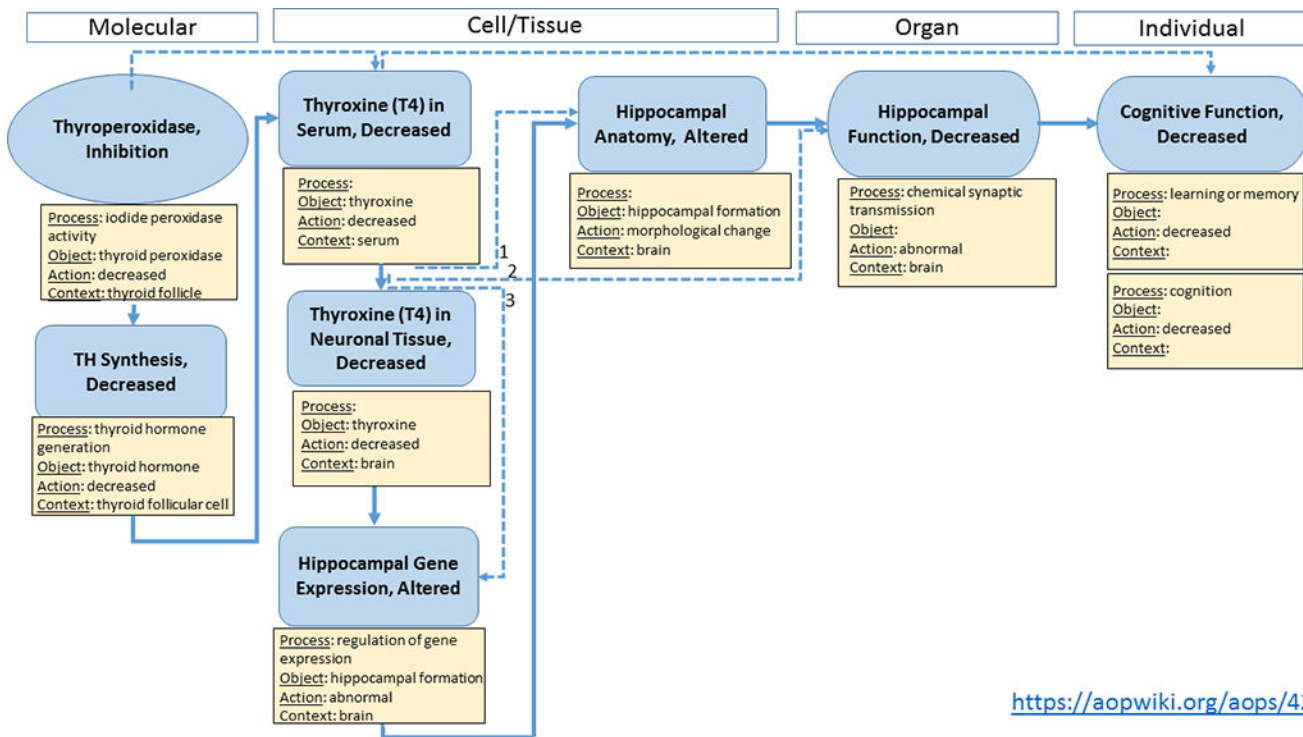 Molecular
Cell/Tissue
Organ
Individual
Thyroperoxidase,
Inhibition
Process: iodide peroxidase
activity
Object: thyroid peroxidase
Action: decreased
Context: thyroid follicle
TH Synthesis,
Decreased
Process: thyroid hormone
generation
Object: thyroid hormone
Action: decreased
Context: thyroid follicular cell
Thyroxine (T4) in
Serum, Decreased
Process:
Object: thyroxine
Action: decreased
Context: serum
1
2
3
Thyroxine (T4) in
Neuronal Tissue,
Decreased
Process:
Object: thyroxine
Action: decreased
Context: brain
Hippocampal Gene
Expression, Altered
Process: regulation of gene
expression
Object: hippocampal formation
Action: abnormal
Context: brain
Hippocampal
Anatomy, Altered
Process:
Object: hippocampal formation
Action: morphological change
Context: brain
Hippocampal
Function, Decreased
Process: chemical synaptic
transmission
Object:
Action: abnormal
Context: brain
Cognitive Function,
Decreased
Process: learning or memory
Object:
Action: decreased
Context:
Process: cognition
Object:
Action: decreased
Context:
https://aopwiki.org/aops/4